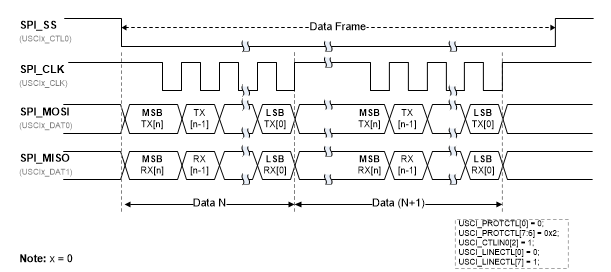 SPI_SS
(USCIx_CTL0)
Data Frame
SPI_CLK
(USCIx_CLK)
SPI_MOSI
(USCIx_DAT0)
MSB TX[n]
TX [n-1]
LSB TX[0]
MSB TX[n]
TX [n-1]
LSB TX[0]
SPI_MISO
(USCIx_DAT1)
MSB RX[n]
RX [n-1]
LSB RX[0]
MSB RX[n]
RX [n-1]
LSB RX[0]
Data N
Data (N+1)
USCI_PROTCTL[0] = 0;
USCI_PROTCTL[7:6] = 0x2;
USCI_CTLIN0[2] = 1;
USCI_LINECTL[0] = 0;
USCI_LINECTL[7] = 1;
Note: x = 0